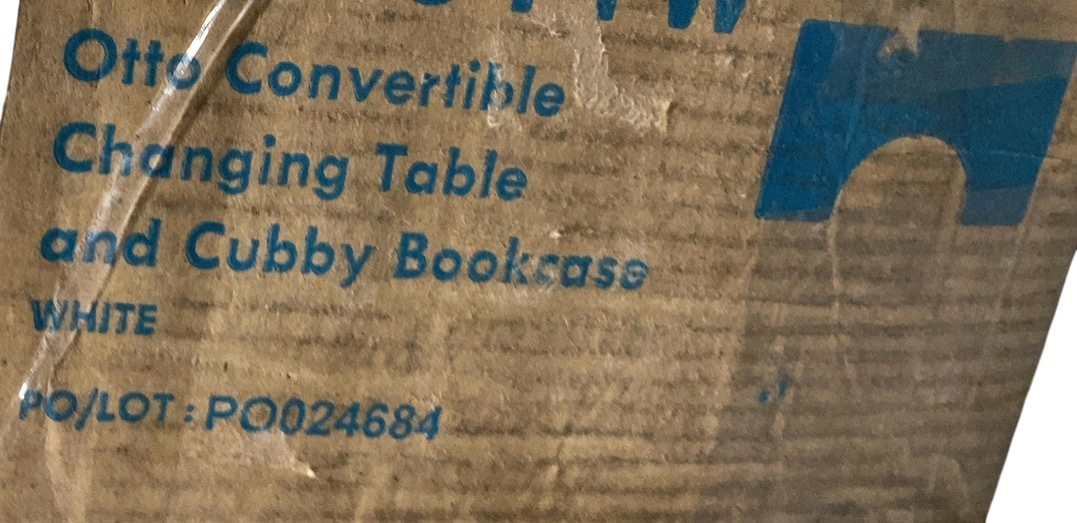 Otto Convertible
Changing Table
and Cubby Bookcase
WHITE
PO/LOT : PO024684